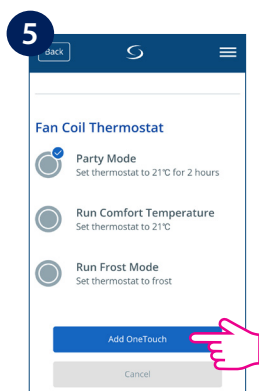 5
Back
Fan Coil Thermostat
Party Mode
Set thermostat to 21℃ for 2 hours
Run Comfort Temperature
Set thermostat to 21℃
Run Frost Mode
Set thermostat to frost
Add OneTouch
Cancel